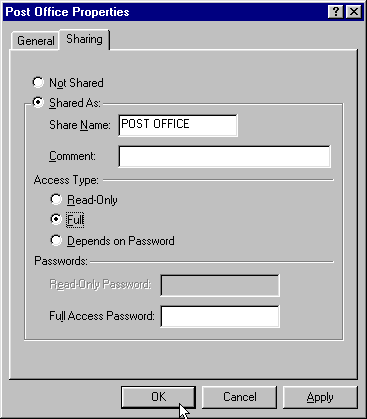 Post Office Properties
General Sharing
Not Shared
Shared As:
Share Name: POST OFFICE
Comment:
Access Type:
Read-Only
Full
Depends on Password
Passwords:
Read-Only Password:
Full Access Password:
OK Cancel Apply